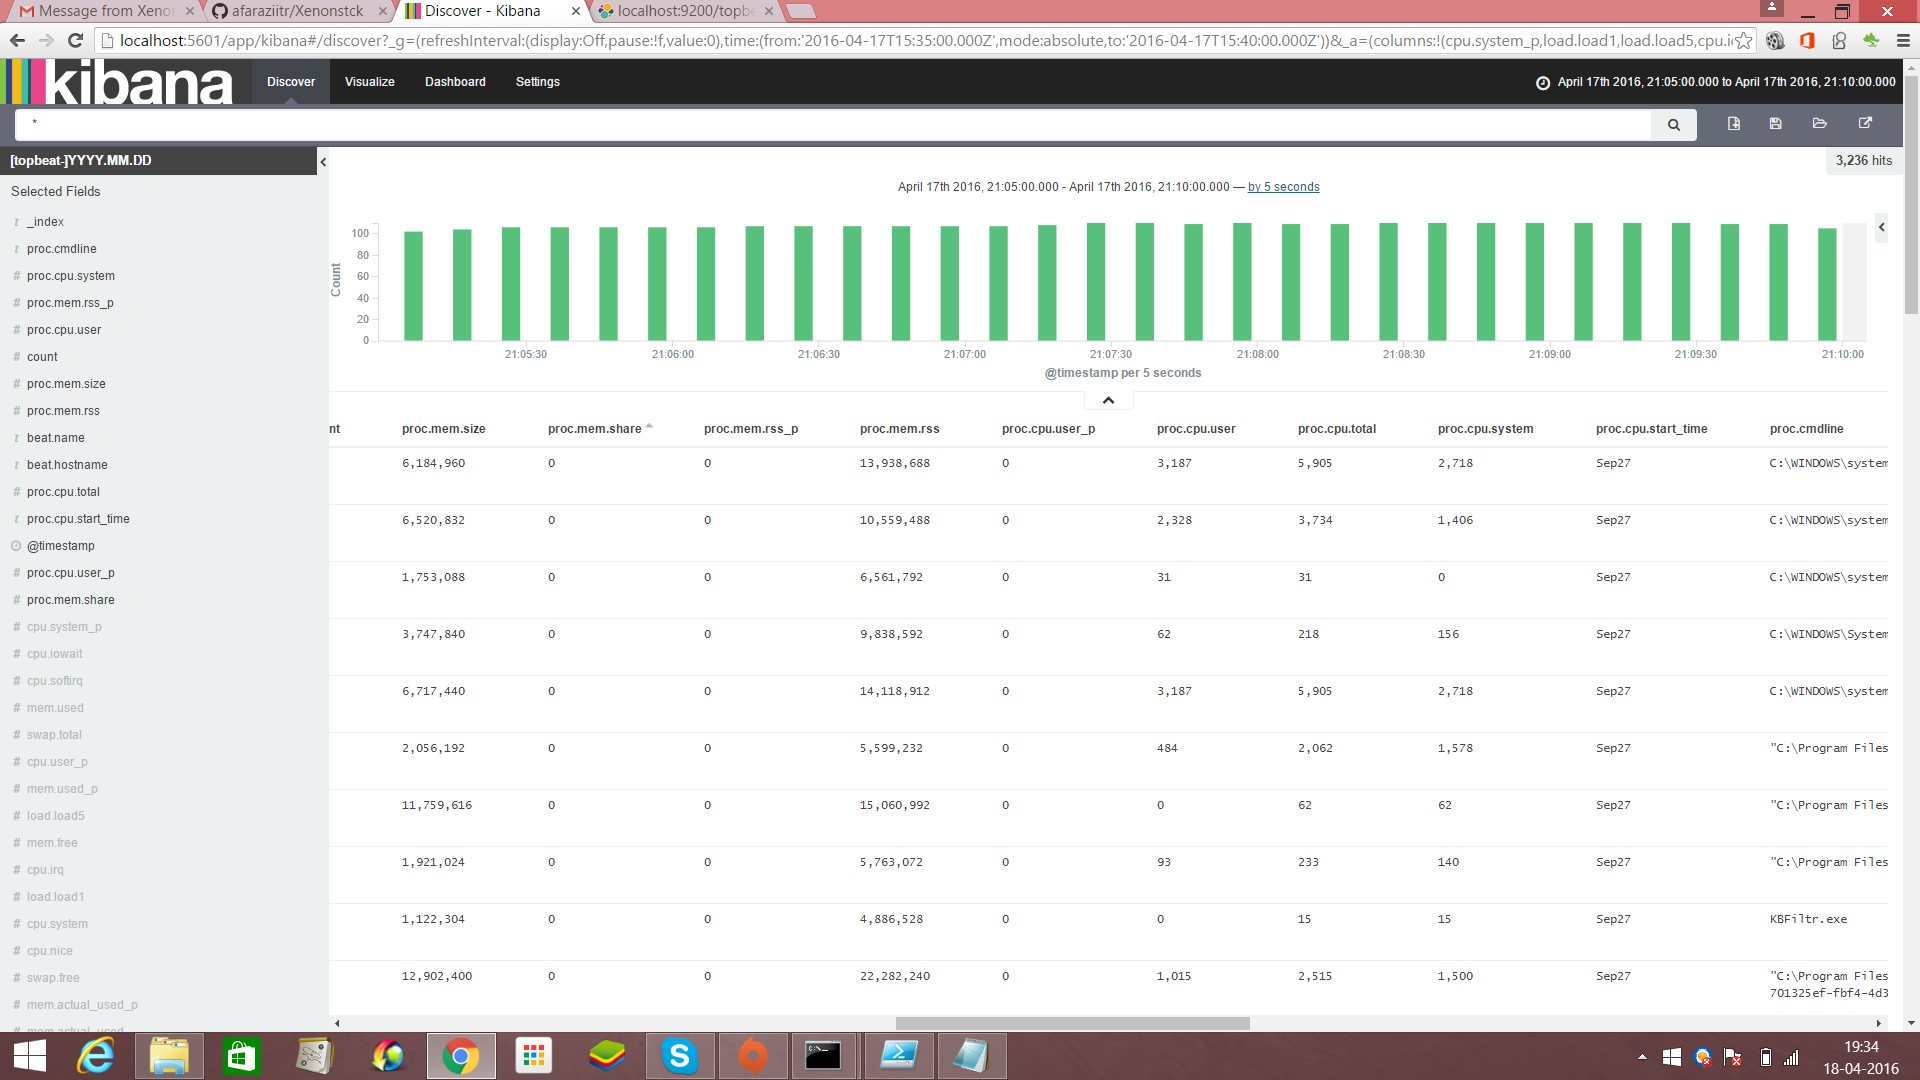 Message from Xeno
afaraziitr/Xenonstck
Discover - Kibana
localhost:9200/topbe
localhost:5601/app/kibana#/discover?_g=(refreshInterval:(display:Off,pause:!f,value:0),time:(from:'2016-04-17T15:35:00.000Z',mode:absolute,to:'2016-04-17T15:40:00.000Z'))&_a=(columns:!(cpu.system_p,load.load1,load.load5,cpu.i
kibana
Discover Visualize Dashboard Settings
April 17th 2016, 21:05:00.000 to April 17th 2016, 21:10:00.000
*
[topbeat-]YYYY.MM.DD
3,236 hits
Selected Fields
t _index
t proc.cmdline
# proc.cpu.system
# proc.mem.rss_p
# proc.cpu.user
# count
# proc.mem.size
# proc.mem.rss
t beat.name
t beat.hostname
# proc.cpu.total
t proc.cpu.start_time
@timestamp
# proc.cpu.user_p
# proc.mem.share
# cpu.system_p
# cpu.iowait
# cpu.softirq
# mem.used
# swap.total
# cpu.user_p
# mem.used_p
# load.load5
# mem.free
# cpu.irq
# load.load1
# cpu.system
# cpu.nice
# swap.free
# mem.actual_used_p
# mem.actual_used
April 17th 2016, 21:05:00.000 - April 17th 2016, 21:10:00.000 — by 5 seconds
Count
100
80
60
40
20
0
21:05:30 21:06:00 21:06:30 21:07:00 21:07:30 21:08:00 21:08:30 21:09:00 21:09:30 21:10:00
@timestamp per 5 seconds
nt proc.mem.size proc.mem.share proc.mem.rss_p proc.mem.rss proc.cpu.user_p proc.cpu.user proc.cpu.total proc.cpu.system proc.cpu.start_time proc.cmdline
6,184,960 0 0 13,938,688 0 3,187 5,905 2,718 Sep27 C:\WINDOWS\system
6,520,832 0 0 10,559,488 0 2,328 3,734 1,406 Sep27 C:\WINDOWS\system
1,753,088 0 0 6,561,792 0 31 31 0 Sep27 C:\WINDOWS\system
3,747,840 0 0 9,838,592 0 62 218 156 Sep27 C:\WINDOWS\System
6,717,440 0 0 14,118,912 0 3,187 5,905 2,718 Sep27 C:\WINDOWS\system
2,056,192 0 0 5,599,232 0 484 2,062 1,578 Sep27 "C:\Program Files
11,759,616 0 0 15,060,992 0 0 62 62 Sep27 "C:\Program Files
1,921,024 0 0 5,763,072 0 93 233 140 Sep27 "C:\Program Files
1,122,304 0 0 4,886,528 0 0 15 15 Sep27 KBFiltr.exe
12,902,400 0 0 22,282,240 0 1,015 2,515 1,500 Sep27 "C:\Program Files
701325ef-fbf4-4d3
19:34
18-04-2016